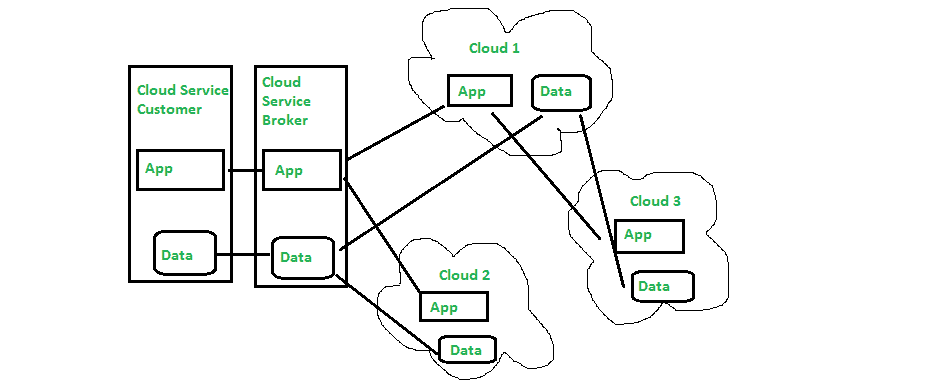 Cloud Service
Customer
App
Data
Cloud
Service
Broker
App
Data
Cloud 1
App
Data
Cloud 2
App
Data
Cloud 3
App
Data